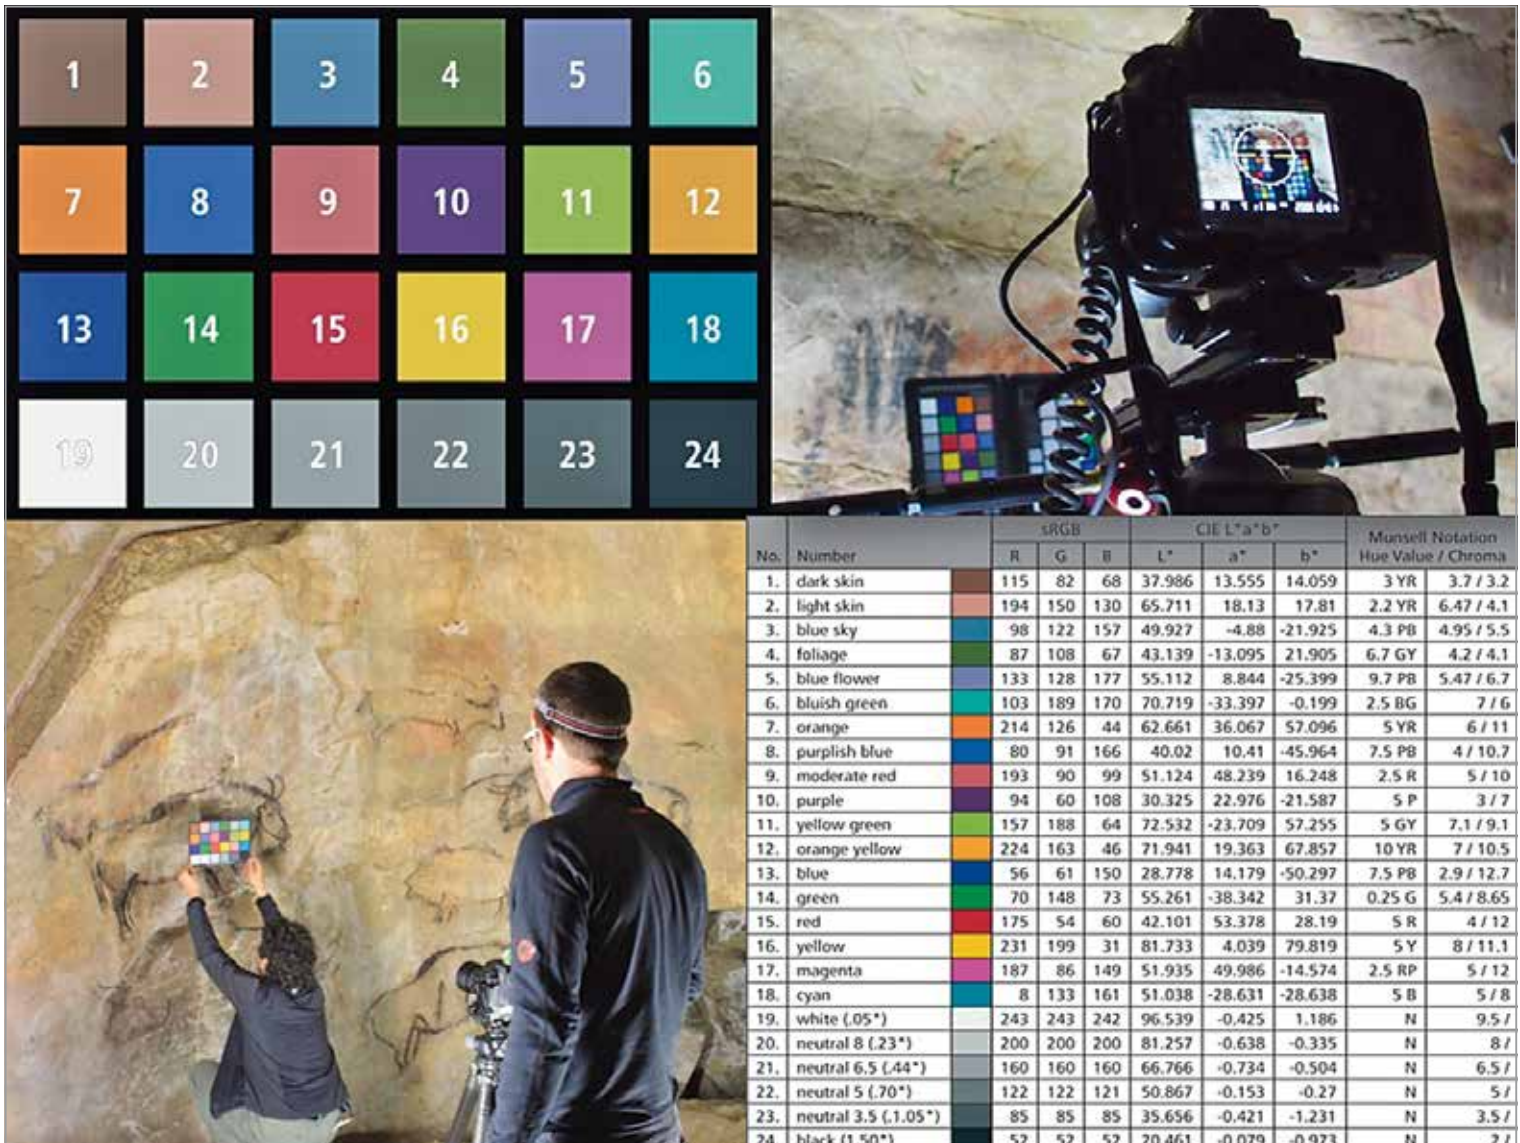 1 2 3 4 5 6
7 8 9 10 11 12
13 14 15 16 17 18
19 20 21 22 23 24
sRGB CIE L*a*b* Munsell Notation
No. Number R G B L* a* b* Hue Value / Chroma
1. dark skin 115 82 68 37.986 13.555 14.059 3 YR 3.7 / 3.2
2. light skin 194 150 130 65.711 18.13 17.81 2.2 YR 6.47 / 4.1
3. blue sky 98 122 157 49.927 -4.88 -21.925 4.3 PB 4.95 / 5.5
4. foliage 87 108 67 43.139 -13.095 21.905 6.7 GY 4.2 / 4.1
5. blue flower 133 128 177 55.112 8.844 -25.399 9.7 PB 5.47 / 6.7
6. bluish green 103 189 170 70.719 -33.397 -0.199 2.5 BG 7 / 6
7. orange 214 126 44 62.661 36.067 57.096 5 YR 6 / 11
8. purplish blue 80 91 166 40.02 10.41 -45.964 7.5 PB 4 / 10.7
9. moderate red 193 90 99 51.124 48.239 16.248 2.5 R 5 / 10
10. purple 94 60 108 30.325 22.976 -21.587 5 P 3 / 7
11. yellow green 157 188 64 72.532 -23.709 57.255 5 GY 7.1 / 9.1
12. orange yellow 224 163 46 71.941 19.363 67.857 10 YR 7 / 10.5
13. blue 56 61 150 28.778 14.179 -50.297 7.5 PB 2.9 / 12.7
14. green 70 148 73 55.261 -38.342 31.37 0.25 G 5.4 / 8.65
15. red 175 54 60 42.101 53.378 28.19 5 R 4 / 12
16. yellow 231 199 31 81.733 4.039 79.819 5 Y 8 / 11.1
17. magenta 187 86 149 51.935 49.986 -14.574 2.5 RP 5 / 12
18. cyan 8 133 161 51.038 -28.631 -28.638 5 B 5 / 8
19. white (.05*) 243 243 242 96.539 -0.425 1.186 N 9.5 /
20. neutral 8 (.23*) 200 200 200 81.257 -0.638 -0.335 N 8 /
21. neutral 6.5 (.44*) 160 160 160 66.766 -0.734 -0.504 N 6.5 /
22. neutral 5 (.70*) 122 122 121 50.867 -0.153 -0.27 N 5 /
23. neutral 3.5 (.1.05*) 85 85 85 35.656 -0.421 -1.231 N 3.5 /
24. black (1.50*) 52 52 52 20.461 -0.079 -0.973 N 2 /